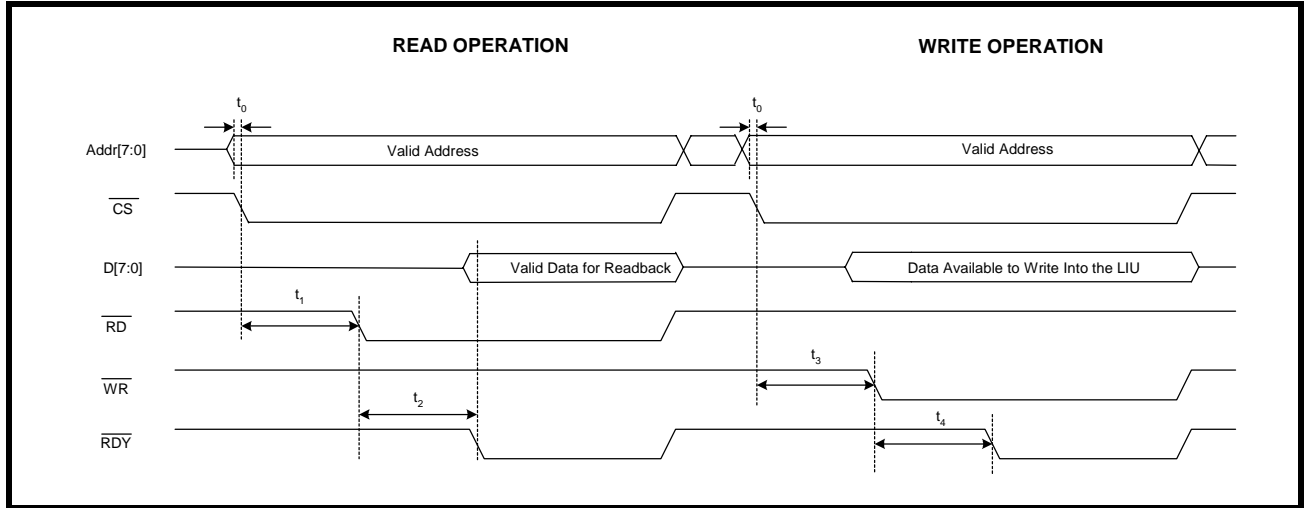 READ OPERATION WRITE OPERATION
t0 t0
Addr[7:0] Valid Address Valid Address
CS
D[7:0] Valid Data for Readback Data Available to Write Into the LIU
t1
RD
t3
WR
t2 t4
RDY